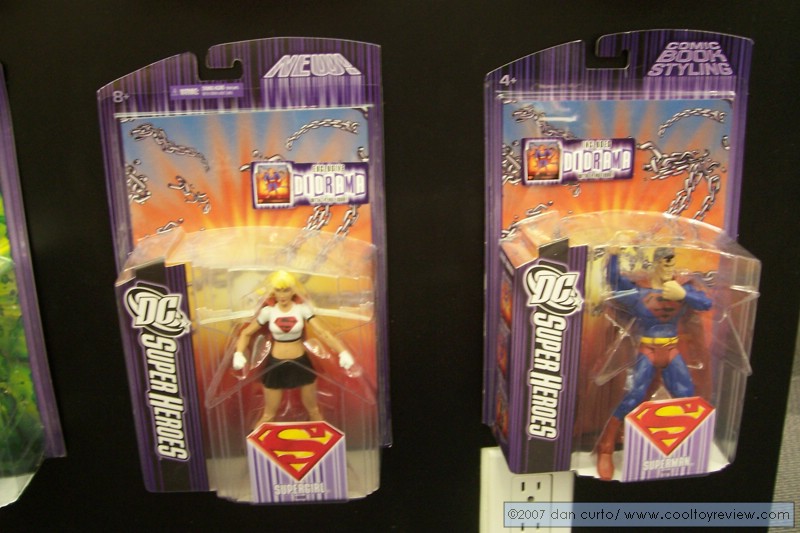 8+
NEW!
DIORAMA
DC
SUPER HEROES
SUPERGIRL
4+
COMIC
BOOK
STYLING
DIORAMA
DC
SUPER HEROES
SUPERMAN
©2007 dan curto/ www.cooltoyreview.com